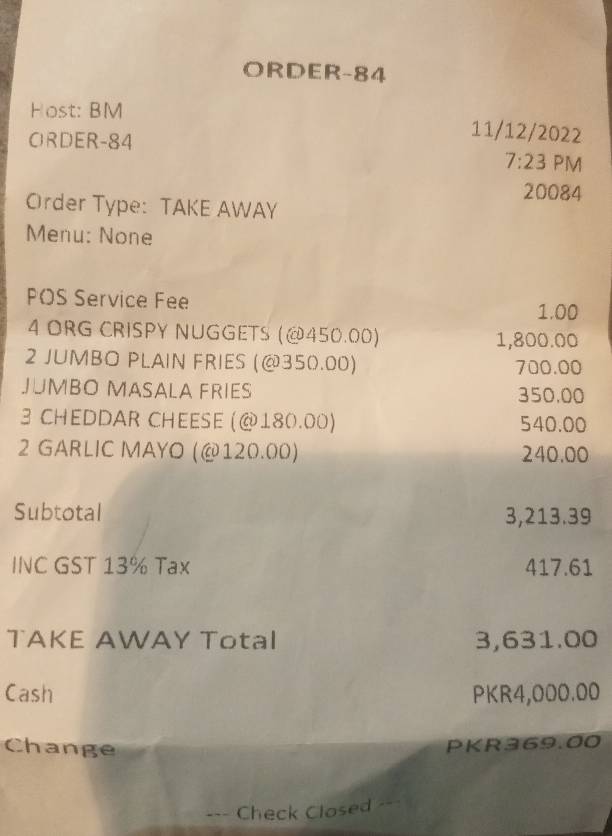 ORDER-84
Host: BM
ORDER-84
11/12/2022
7:23 PM
20084
Order Type: TAKE AWAY
Menu: None
POS Service Fee 1.00
4 ORG CRISPY NUGGETS (@450.00) 1,800.00
2 JUMBO PLAIN FRIES (@350.00) 700.00
JUMBO MASALA FRIES 350.00
3 CHEDDAR CHEESE (@180.00) 540.00
2 GARLIC MAYO (@120.00) 240.00
Subtotal 3,213.39
INC GST 13% Tax 417.61
TAKE AWAY Total 3,631.00
Cash PKR4,000.00
Change PKR369.00
--- Check Closed ---